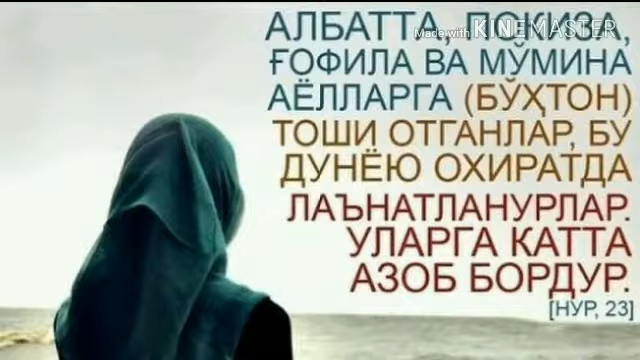 АЛБАТТА, ПОКИЗА,
Made with KINEMASTER
ҒОФИЛА ВА МЎМИНА
АЁЛЛАРГА (БЎҲТОН)
ТОШИ ОТГАНЛАР, БУ
ДУНЁЮ ОХИРАТДА
ЛАЪНАТЛАНУРЛАР.
УЛАРГА КАТТА
АЗОБ БОРДУР.
[НУР, 23]